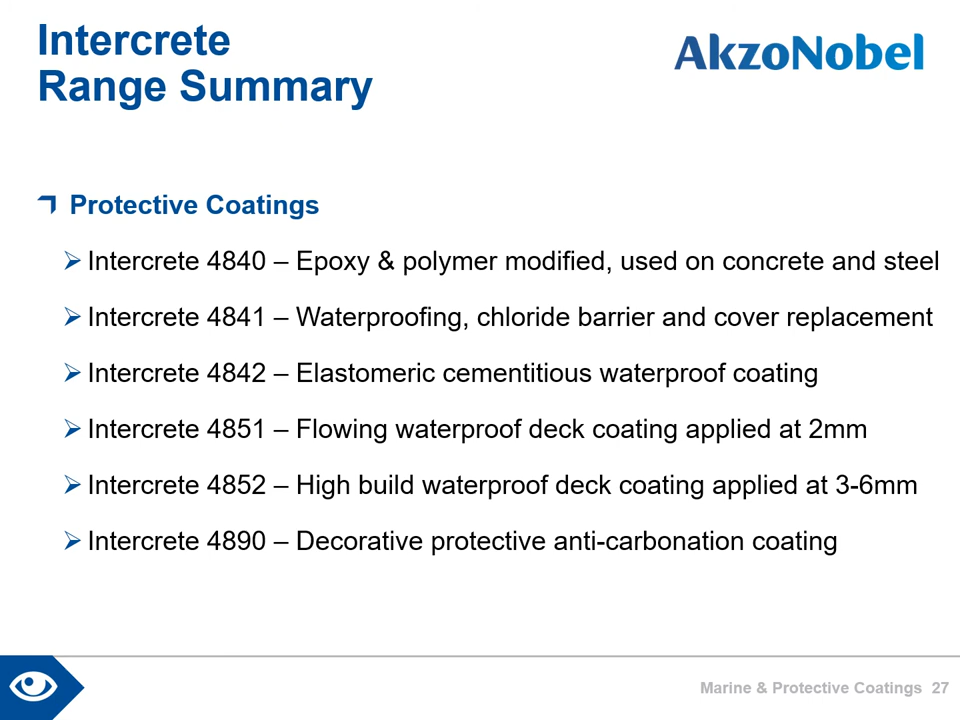 Intercrete
Range Summary
AkzoNobel
Protective Coatings
Intercrete 4840 – Epoxy & polymer modified, used on concrete and steel
Intercrete 4841 – Waterproofing, chloride barrier and cover replacement
Intercrete 4842 – Elastomeric cementitious waterproof coating
Intercrete 4851 – Flowing waterproof deck coating applied at 2mm
Intercrete 4852 – High build waterproof deck coating applied at 3-6mm
Intercrete 4890 – Decorative protective anti-carbonation coating
Marine & Protective Coatings 27